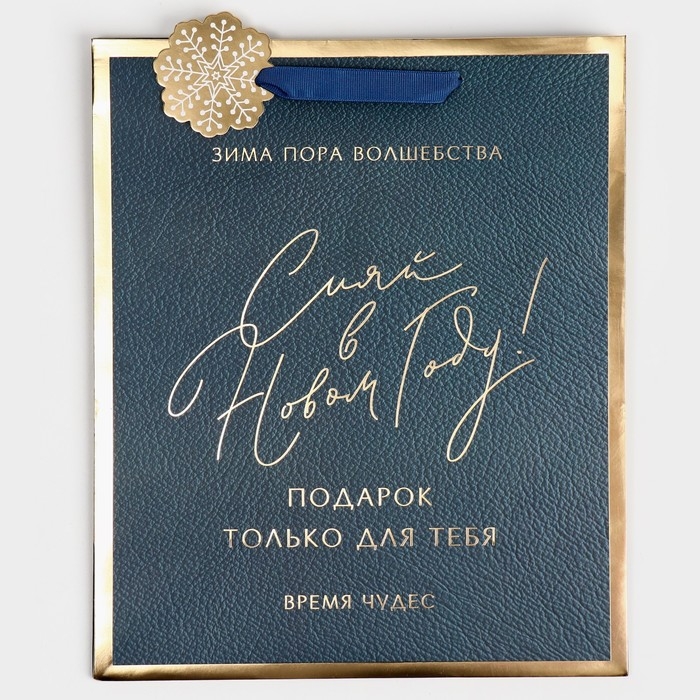 ЗИМА ПОРА ВОЛШЕБСТВА
Сияй
в
Новом Году!
ПОДАРОК
ТОЛЬКО ДЛЯ ТЕБЯ
ВРЕМЯ ЧУДЕС